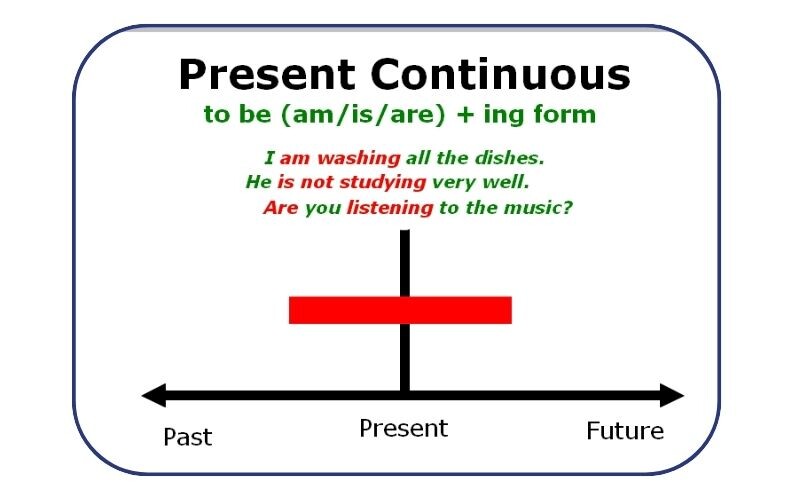 Present Continuous
to be (am/is/are) + ing form
I am washing all the dishes.
He is not studying very well.
Are you listening to the music?
Past
Present
Future